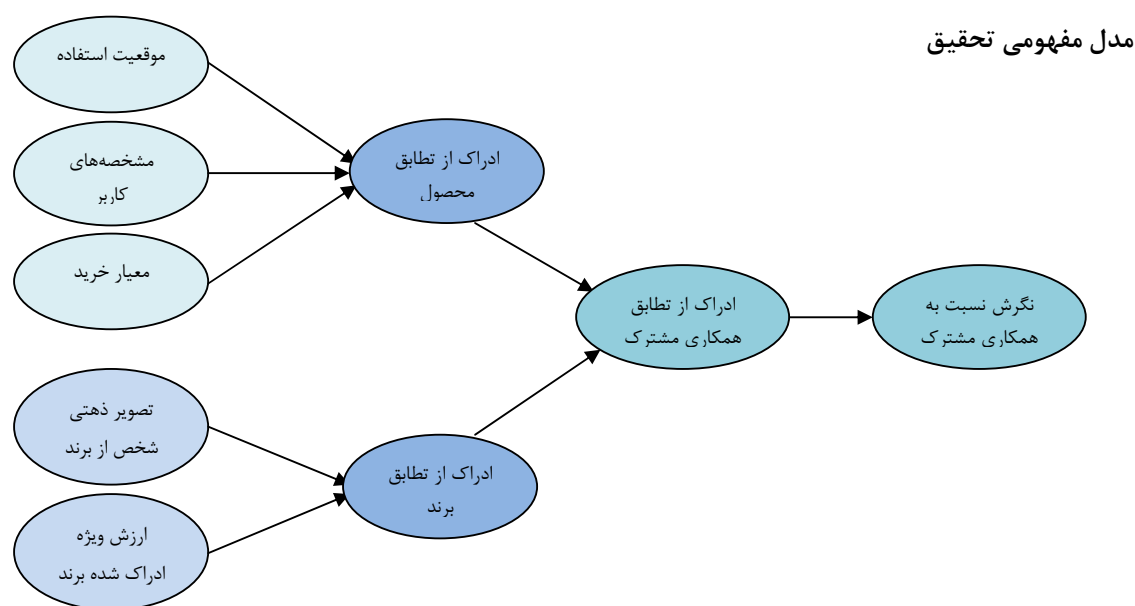 مدل مفهومی تحقیق
موقعیت استفاده
مشخصه‌های
کاربر
معیار خرید
ادراک از تطابق
محصول
ادراک از تطابق
همکاری مشترک
نگرش نسبت به
همکاری مشترک
تصویر ذهتی
شخص از برند
ارزش ویژه
ادراک شده برند
ادراک از تطابق
برند